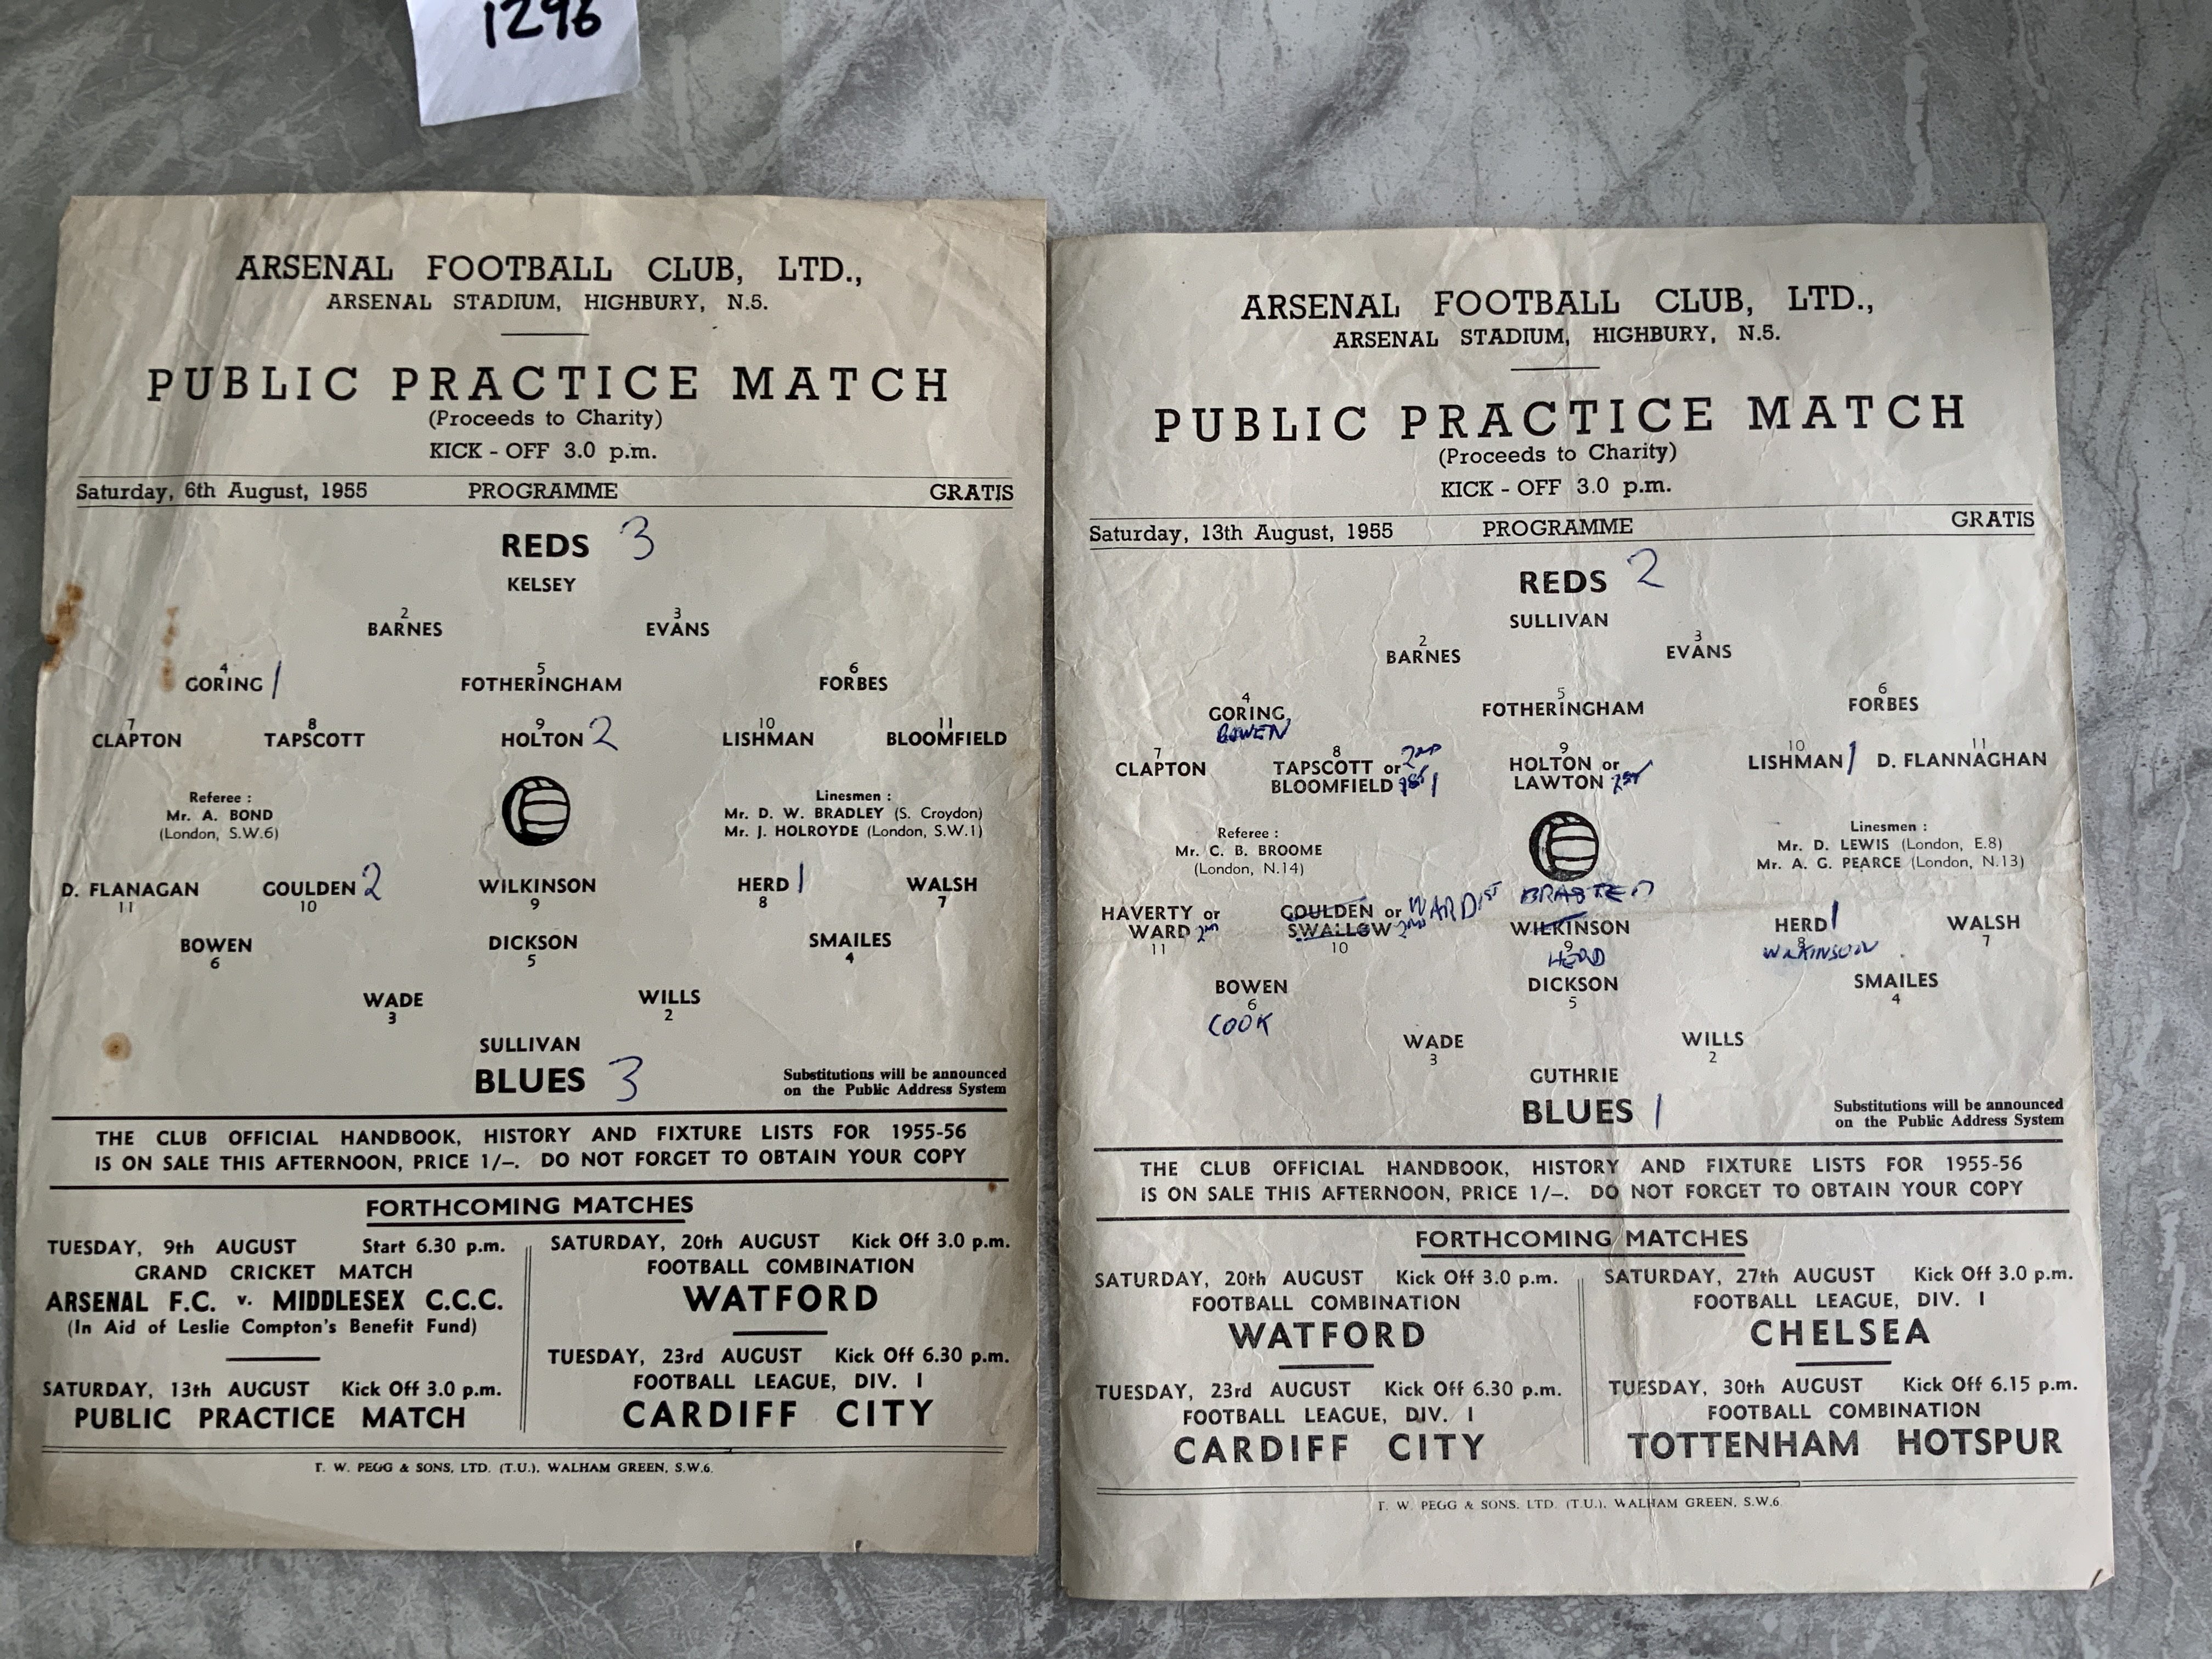 1296
ARSENAL FOOTBALL CLUB, LTD.,
ARSENAL STADIUM, HIGHBURY, N.5.
PUBLIC PRACTICE MATCH
(Proceeds to Charity)
KICK - OFF 3.0 p.m.
Saturday, 6th August, 1955 PROGRAMME GRATIS
REDS 3
KELSEY
2 3
BARNES EVANS
4 5 6
GORING 1 FOTHERINGHAM FORBES
7 8 9 10 11
CLAPTON TAPSCOTT HOLTON 2 LISHMAN BLOOMFIELD
Referee :
Mr. A. BOND
(London, S.W.6)
Linesmen :
Mr. D. W. BRADLEY (S. Croydon)
Mr. J. HOLROYDE (London, S.W.1)
D. FLANAGAN GOULDEN 2 WILKINSON HERD 1 WALSH
11 10 9 8 7
BOWEN DICKSON SMAILES
6 5 4
WADE WILLS
3 2
SULLIVAN
BLUES 3
Substitutions will be announced
on the Public Address System
THE CLUB OFFICIAL HANDBOOK, HISTORY AND FIXTURE LISTS FOR 1955-56
IS ON SALE THIS AFTERNOON, PRICE 1/–. DO NOT FORGET TO OBTAIN YOUR COPY
FORTHCOMING MATCHES
TUESDAY, 9th AUGUST Start 6.30 p.m.
GRAND CRICKET MATCH
ARSENAL F.C. v. MIDDLESEX C.C.C.
(In Aid of Leslie Compton's Benefit Fund)
SATURDAY, 13th AUGUST Kick Off 3.0 p.m.
PUBLIC PRACTICE MATCH
SATURDAY, 20th AUGUST Kick Off 3.0 p.m.
FOOTBALL COMBINATION
WATFORD
TUESDAY, 23rd AUGUST Kick Off 6.30 p.m.
FOOTBALL LEAGUE, DIV. I
CARDIFF CITY
F. W. PEGG & SONS, LTD. (T.U.), WALHAM GREEN, S.W.6.
ARSENAL FOOTBALL CLUB, LTD.,
ARSENAL STADIUM, HIGHBURY, N.5.
PUBLIC PRACTICE MATCH
(Proceeds to Charity)
KICK - OFF 3.0 p.m.
Saturday, 13th August, 1955 PROGRAMME GRATIS
REDS 2
SULLIVAN
2 3
BARNES EVANS
4 5 6
GORING FOTHERINGHAM FORBES
BOWEN
7 8 9 10 11
CLAPTON TAPSCOTT or 2ND HOLTON or LISHMAN 1 D. FLANNAGHAN
BLOOMFIELD 1st 1 LAWTON
Referee :
Mr. C. B. BROOME
(London, N.14)
Linesmen :
Mr. D. LEWIS (London, E.8)
Mr. A. G. PEARCE (London, N.13)
HAVERTY or GOULDEN or WARD 1ST BRABSTED HERD 1 WALSH
WARD 2nd SWALLOW 2ND WILKINSON
11 10 9 8 7
HERD WILKINSON
BOWEN DICKSON SMAILES
6 5 4
COOK
WADE WILLS
3 2
GUTHRIE
BLUES 1
Substitutions will be announced
on the Public Address System
THE CLUB OFFICIAL HANDBOOK, HISTORY AND FIXTURE LISTS FOR 1955-56
IS ON SALE THIS AFTERNOON, PRICE 1/–. DO NOT FORGET TO OBTAIN YOUR COPY
FORTHCOMING MATCHES
SATURDAY, 20th AUGUST Kick Off 3.0 p.m.
FOOTBALL COMBINATION
WATFORD
TUESDAY, 23rd AUGUST Kick Off 6.30 p.m.
FOOTBALL LEAGUE, DIV. I
CARDIFF CITY
SATURDAY, 27th AUGUST Kick Off 3.0 p.m.
FOOTBALL LEAGUE, DIV. I
CHELSEA
TUESDAY, 30th AUGUST Kick Off 6.15 p.m.
FOOTBALL COMBINATION
TOTTENHAM HOTSPUR
F. W. PEGG & SONS, LTD. (T.U.), WALHAM GREEN, S.W.6.